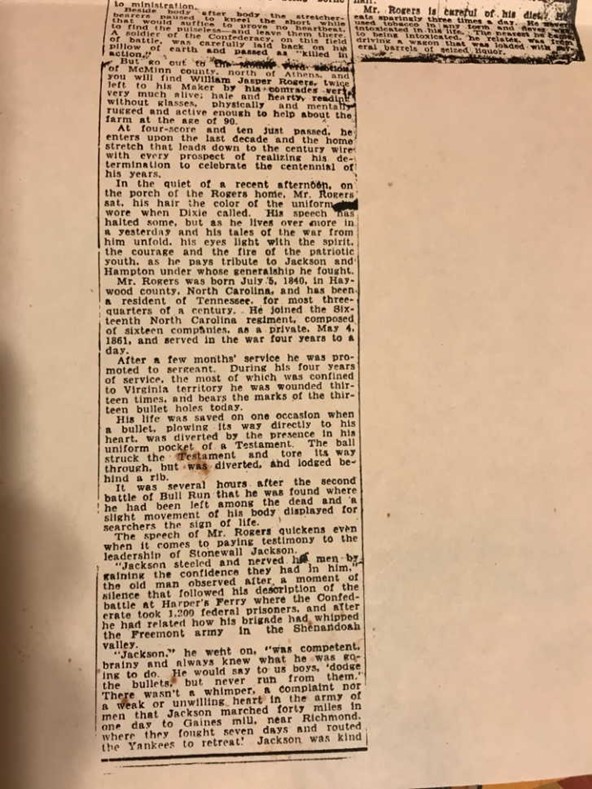 to ministration.
Beside body after body the stretcher-
bearers paused to kneel the short while
that would suffice to prove no heartbeat,
to find the pulseless—and leave them there.
A soldier of the Confederacy, on this field
of battle, was carefully laid back on his
pillow of earth and passed as "killed in
action."
But go out to the
of McMinn county, north of Athens, and
you will find William Jasper Rogers, twice
left to his Maker by his comrades very,
very much alive; hale and hearty, reading
without glasses, physically and mentally
rugged and active enough to help about the
farm at the age of 90.
At four-score and ten just passed, he
enters upon the last decade and the home
stretch that leads down to the century wire
with every prospect of realizing his de-
termination to celebrate the centennial of
his years.
In the quiet of a recent afternoon, on
the porch of the Rogers home, Mr. Rogers
sat, his hair the color of the uniform
wore when Dixie called. His speech has
halted some, but as he lives over more in
a yesterday and his tales of the war from
him unfold, his eyes light with the spirit,
the courage and the fire of the patriotic
youth, as he pays tribute to Jackson and
Hampton under whose generalship he fought.
Mr. Rogers was born July 5, 1840, in Hay-
wood county, North Carolina, and has been
a resident of Tennessee, for most three-
quarters of a century. He joined the Six-
teenth North Carolina regiment, composed
of sixteen companies, as a private, May 4,
1861, and served in the war four years to a
day.
After a few months' service he was pro-
moted to sergeant. During his four years
of service, the most of which was confined
to Virginia territory he was wounded thir-
teen times, and bears the marks of the thir-
teen bullet holes today.
His life was saved on one occasion when
a bullet, plowing its way directly to his
heart, was diverted by the presence in his
uniform pocket of a Testament. The ball
struck the Testament and tore its way
through, but was diverted, and lodged be-
hind a rib.
It was several hours after the second
battle of Bull Run that he was found where
he had been left among the dead and a
slight movement of his body displayed for
searchers the sign of life.
The speech of Mr. Rogers quickens even
when it comes to paying testimony to the
leadership of Stonewall Jackson.
"Jackson steeled and nerved his men by
gaining the confidence they had in him,"
the old man observed after a moment of
silence that followed his description of the
battle at Harper's Ferry where the Confed-
erate took 1,200 federal prisoners, and after
he had related how his brigade had whipped
the Freemont army in the Shenandoah
valley.
"Jackson," he went on, "was competent,
brainy and always knew what he was go-
ing to do. He would say to us boys, 'dodge
the bullets, but never run from them.'
There wasn't a whimper, a complaint nor
a weak or unwilling heart in the army of
men that Jackson marched forty miles in
one day to Gaines mill, near Richmond,
where they fought seven days and routed
the Yankees to retreat! Jackson was kind
Mr. Rogers is careful of his diet. He
eats sparingly three times a day. He
used tobacco in any form and never
intoxicated in his life. The nearest he
to being intoxicated, he relates, was
driving a wagon that was loaded with
eral barrels of spirited liquor.